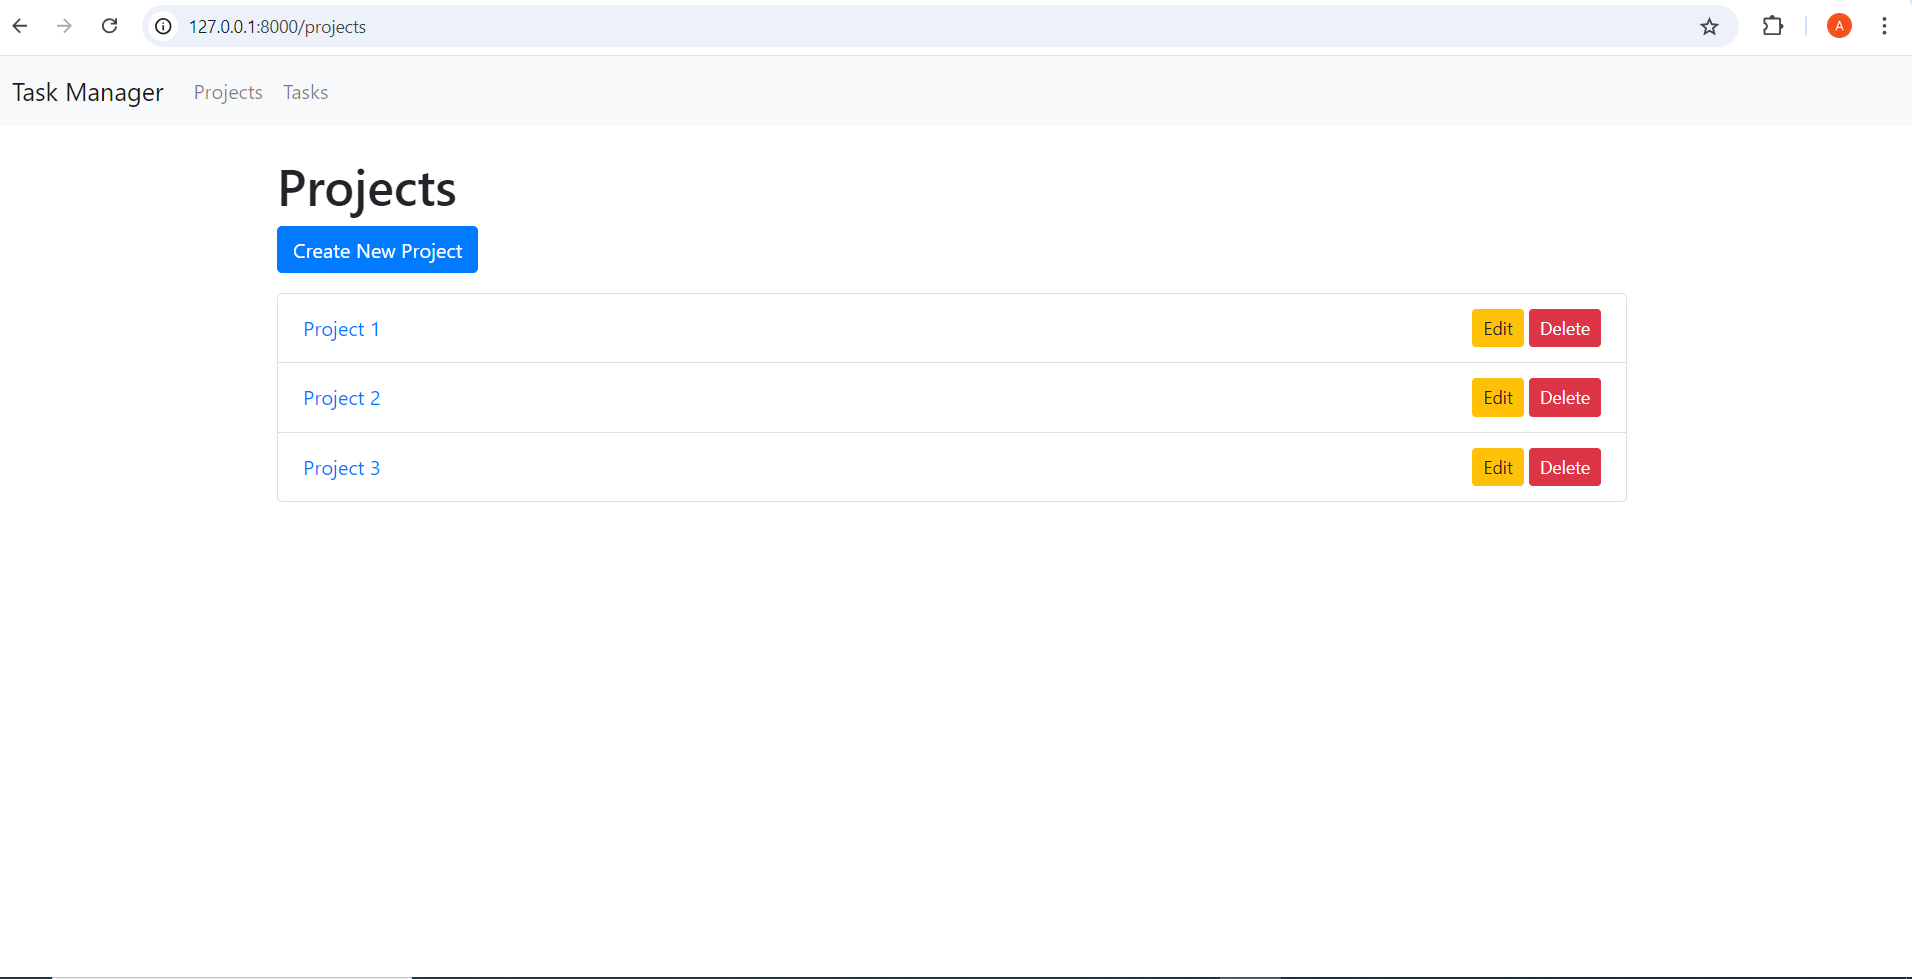 127.0.0.1:8000/projects
A
Task Manager Projects Tasks
Projects
Create New Project
Project 1 Edit Delete
Project 2 Edit Delete
Project 3 Edit Delete